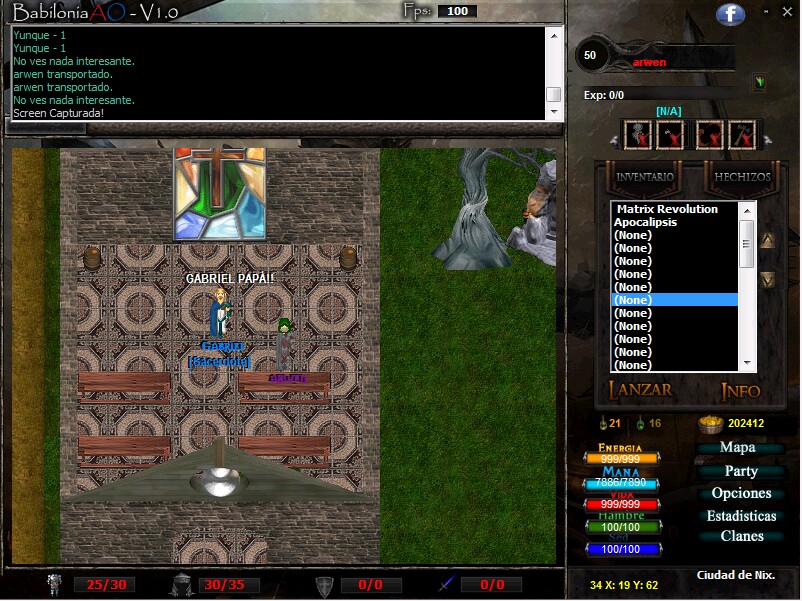 BabiloniaAO - V1.0
Fps: 100
Yunque - 1
Yunque - 1
No ves nada interesante.
arwen transportado.
arwen transportado.
No ves nada interesante.
Screen Capturada!
50
arwen
Exp: 0/0
[N/A]
INVENTARIO
HECHIZOS
Matrix Revolution
Apocalipsis
(None)
(None)
(None)
(None)
(None)
(None)
(None)
(None)
(None)
(None)
(None)
LANZAR
INFO
GABRIEL PAPÁ!!
GABRIEL
[Sacerdote]
arwen
21
16
202412
ENERGIA
999/999
MANA
7886/7890
VIDA
999/999
Hambre
100/100
Sed
100/100
Mapa
Party
Opciones
Estadisticas
Clanes
25/30
30/35
0/0
0/0
34 X: 19 Y: 62
Ciudad de Nix.